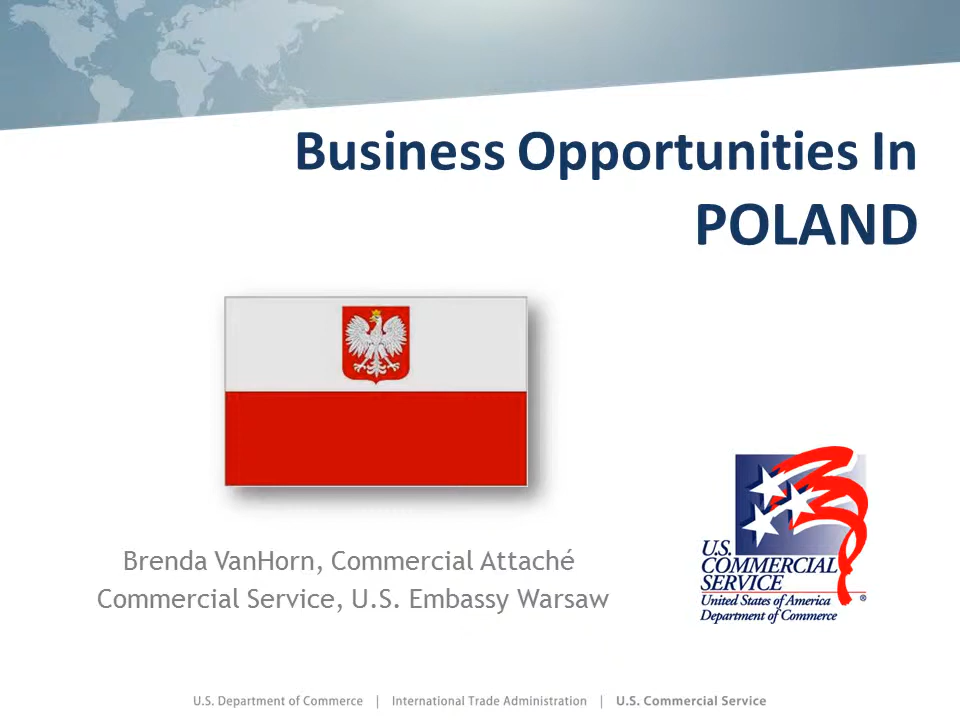 Business Opportunities In
POLAND
Brenda VanHorn, Commercial Attaché
Commercial Service, U.S. Embassy Warsaw
U.S.
COMMERCIAL
SERVICE
United States of America
Department of Commerce
®
U.S. Department of Commerce | International Trade Administration | U.S. Commercial Service